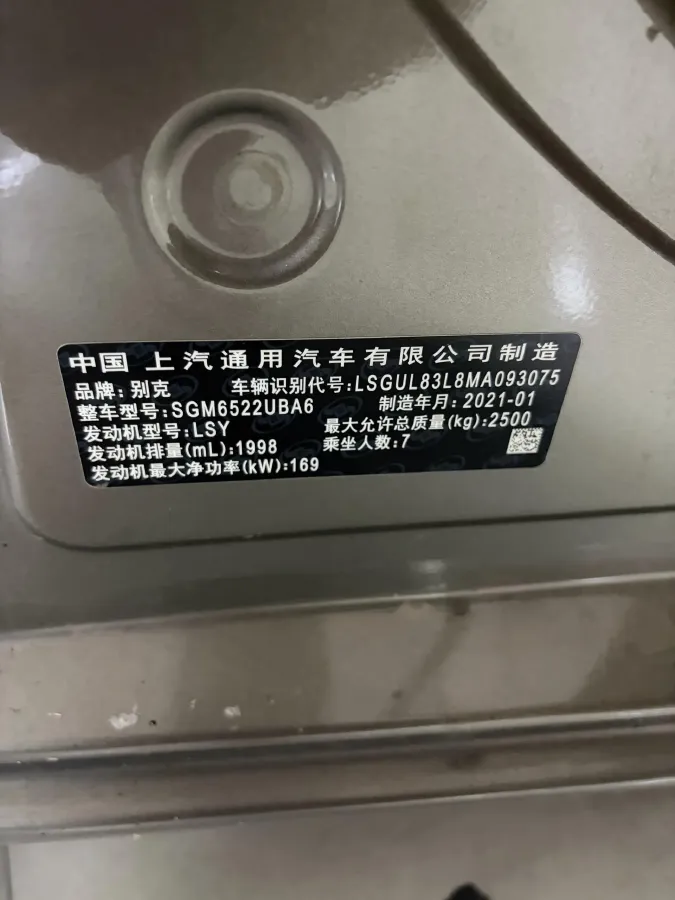 中国 上汽通用汽车有限公司制造
品牌: 别克 车辆识别代号:LSGUL83L8MA093075
整车型号:SGM6522UBA6 制造年月: 2021-01
发动机型号:LSY 最大允许总质量(kg):2500
发动机排量(mL):1998 乘坐人数:7
发动机最大净功率(kW):169